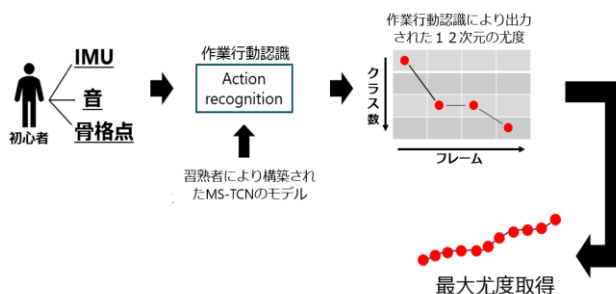 IMU
音
骨格点
初心者
作業行動認識
Action
recognition
習熟者により構築され
たMS-TCNのモデル
作業行動認識により出力
された１２次元の尤度
クラス数
フレーム
最大尤度取得